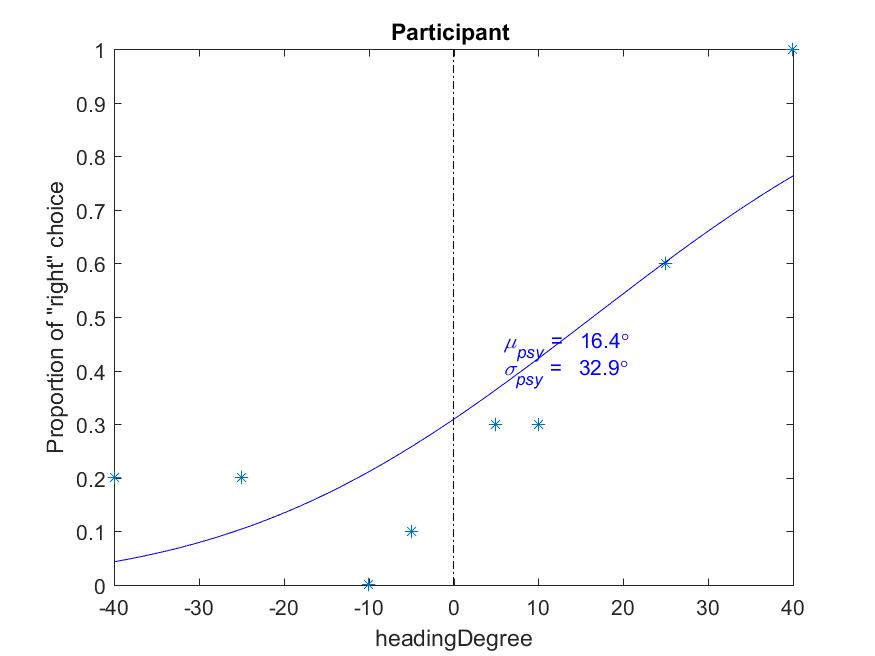 Participant
1
0.9
0.8
0.7
0.6
0.5
0.4
0.3
0.2
0.1
0
Proportion of "right" choice
μpsy = 16.4°
σpsy = 32.9°
-40 -30 -20 -10 0 10 20 30 40
headingDegree